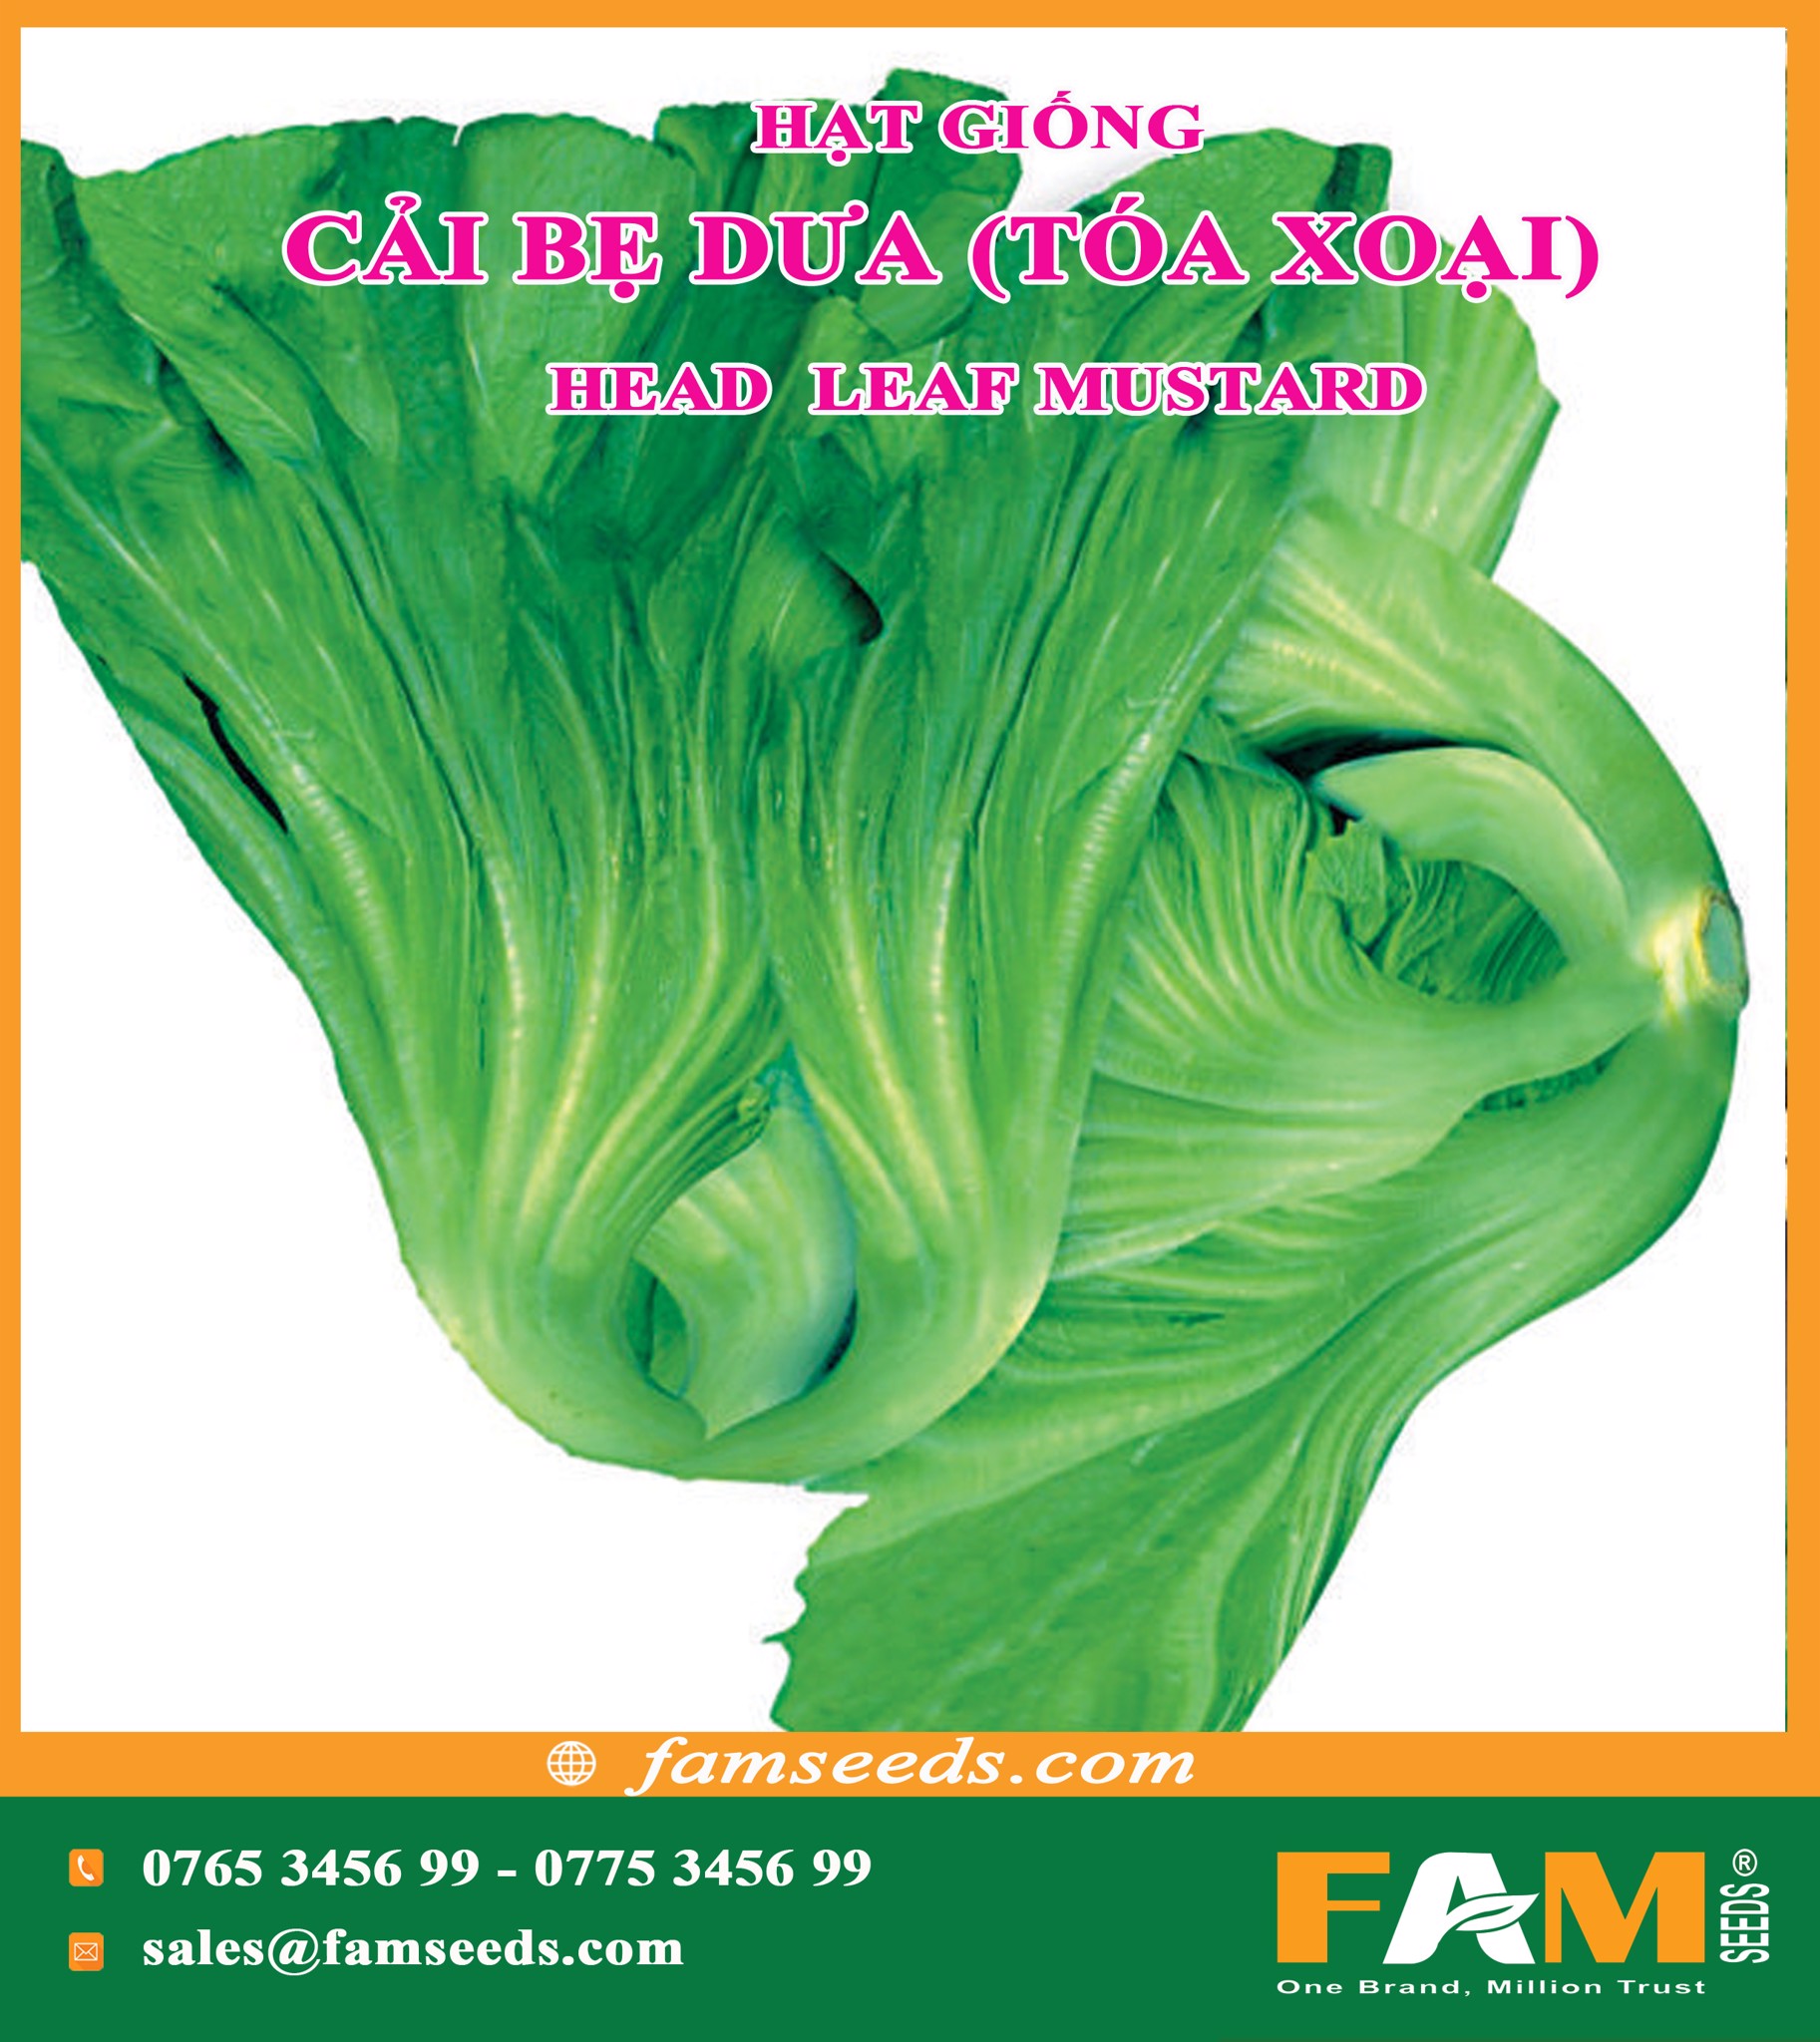 HẠT GIỐNG
CẢI BẸ DƯA (TÓA XOẠI)
HEAD LEAF MUSTARD
famseeds.com
0765 3456 99 - 0775 3456 99
sales@famseeds.com
FAM SEEDS®
One Brand, Million Trust